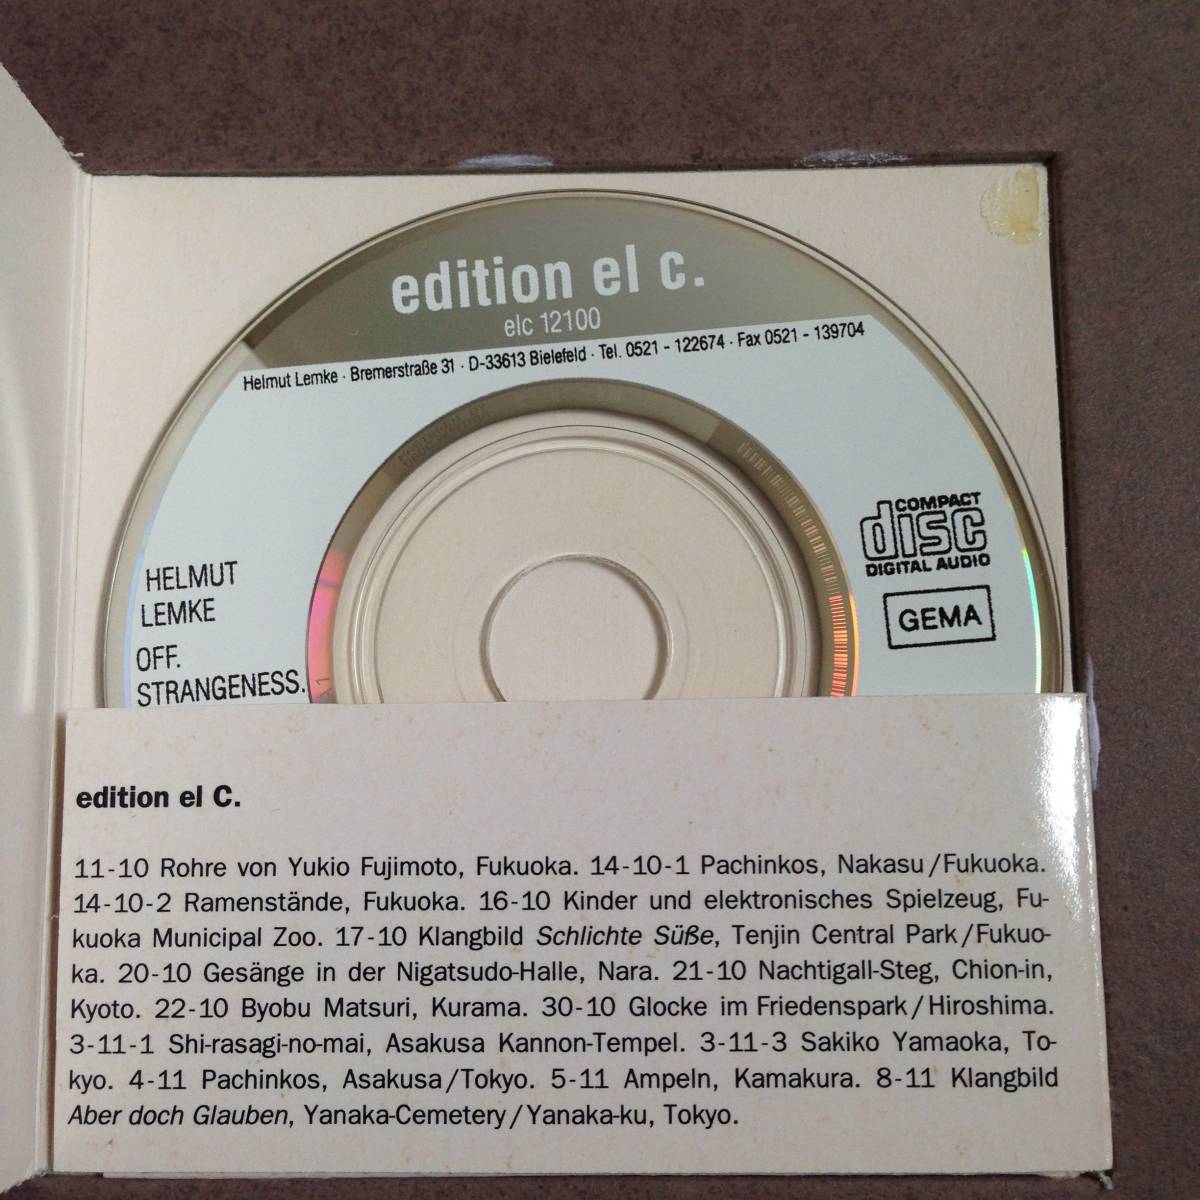 edition el c.
elc 12100
Helmut Lemke · Bremerstraße 31 · D-33613 Bielefeld · Tel. 0521 - 122674 · Fax 0521 - 139704
COMPACT
disc
DIGITAL AUDIO
GEMA
HELMUT
LEMKE
OFF.
STRANGENESS.
edition el C.
11-10 Rohre von Yukio Fujimoto, Fukuoka. 14-10-1 Pachinkos, Nakasu/Fukuoka.
14-10-2 Ramenstände, Fukuoka. 16-10 Kinder und elektronisches Spielzeug, Fu-
kuoka Municipal Zoo. 17-10 Klangbild Schlichte Süße, Tenjin Central Park/Fukuo-
ka. 20-10 Gesänge in der Nigatsudo-Halle, Nara. 21-10 Nachtigall-Steg, Chion-in,
Kyoto. 22-10 Byobu Matsuri, Kurama. 30-10 Glocke im Friedenspark/Hiroshima.
3-11-1 Shi-rasagi-no-mai, Asakusa Kannon-Tempel. 3-11-3 Sakiko Yamaoka, To-
kyo. 4-11 Pachinkos, Asakusa/Tokyo. 5-11 Ampeln, Kamakura. 8-11 Klangbild
Aber doch Glauben, Yanaka-Cemetery/Yanaka-ku, Tokyo.